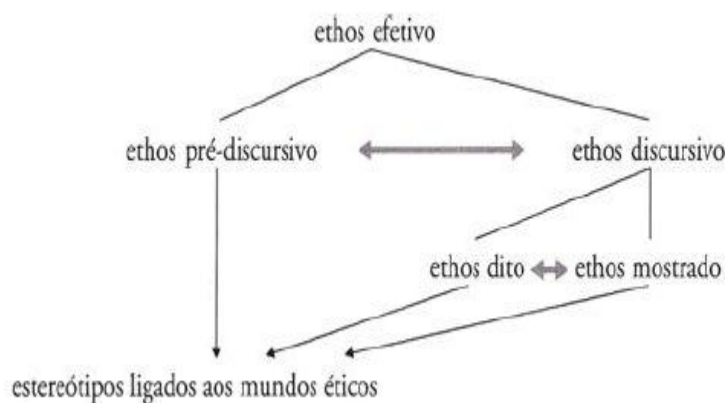 ethos efetivo
ethos pré-discursivo
ethos discursivo
ethos dito
ethos mostrado
estereótipos ligados aos mundos éticos